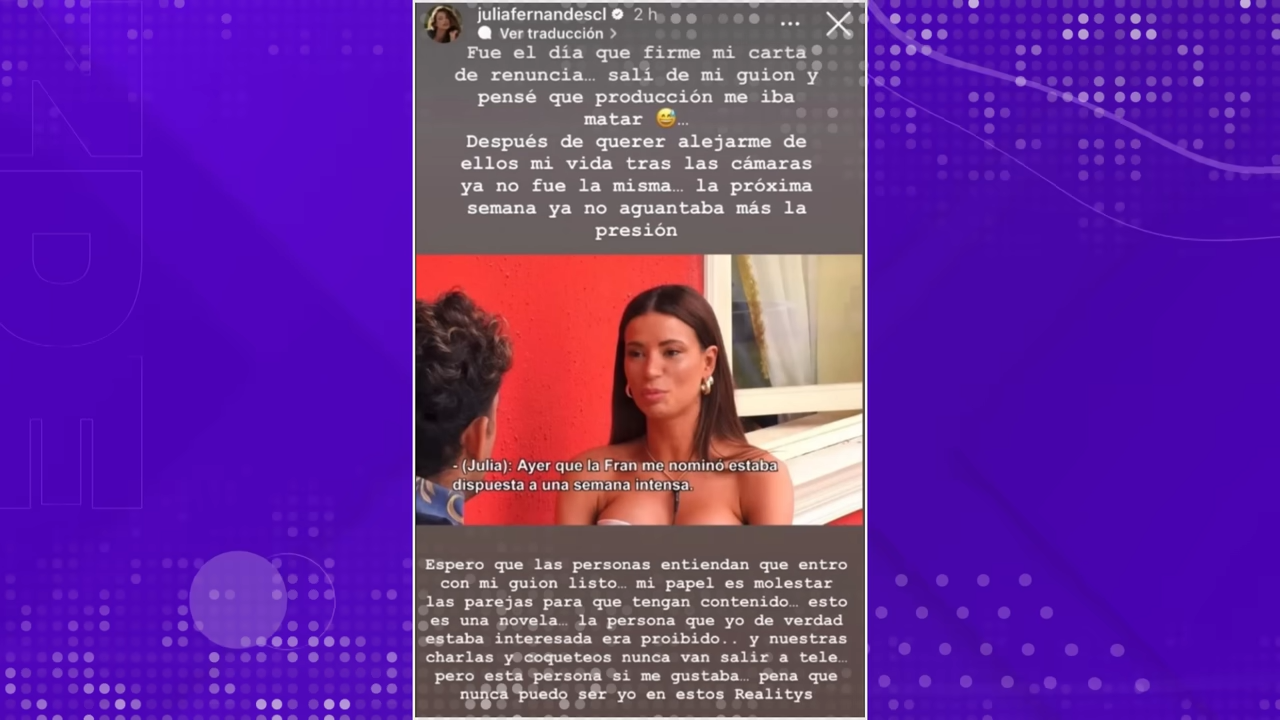 juliafernandescl 2 h
Ver traducción >
Fue el día que firme mi carta
de renuncia… salí de mi guion y
pensé que producción me iba
matar 😅…
Después de querer alejarme de
ellos mi vida tras las cámaras
ya no fue la misma… la próxima
semana ya no aguantaba más la
presión
- (Julia): Ayer que la Fran me nominó estaba
dispuesta a una semana intensa.
Espero que las personas entiendan que entro
con mi guion listo… mi papel es molestar
las parejas para que tengan contenido… esto
es una novela… la persona que yo de verdad
estaba interesada era proibido.. y nuestras
charlas y coqueteos nunca van salir a tele…
pero esta persona si me gustaba… pena que
nunca puedo ser yo en estos Realitys